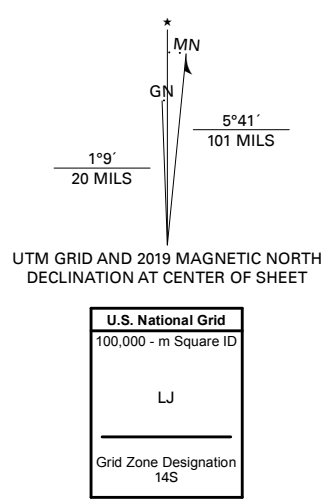 ★
MN
GN
5°41´
101 MILS
1°9´
20 MILS
UTM GRID AND 2019 MAGNETIC NORTH
DECLINATION AT CENTER OF SHEET
U.S. National Grid
100,000 - m Square ID
LJ
Grid Zone Designation
14S